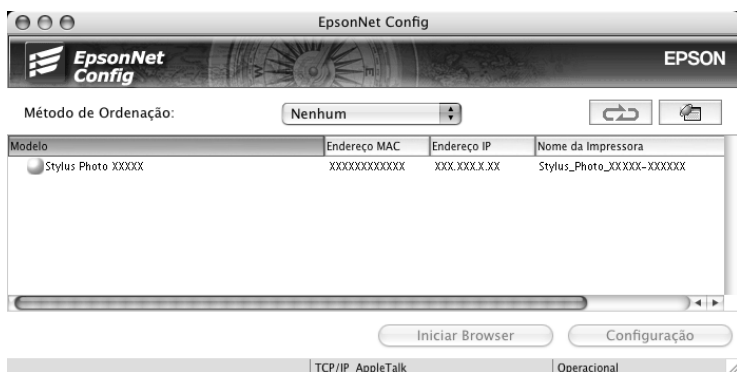 EpsonNet Config
EpsonNet
Config
EPSON
Método de Ordenação: Nenhum
Modelo Endereço MAC Endereço IP Nome da Impressora
Stylus Photo XXXXX XXXXXXXXXXXX XXX.XXX.X.XX Stylus_Photo_XXXXX-XXXXXX
Iniciar Browser Configuração
TCP/IP AppleTalk Operacional